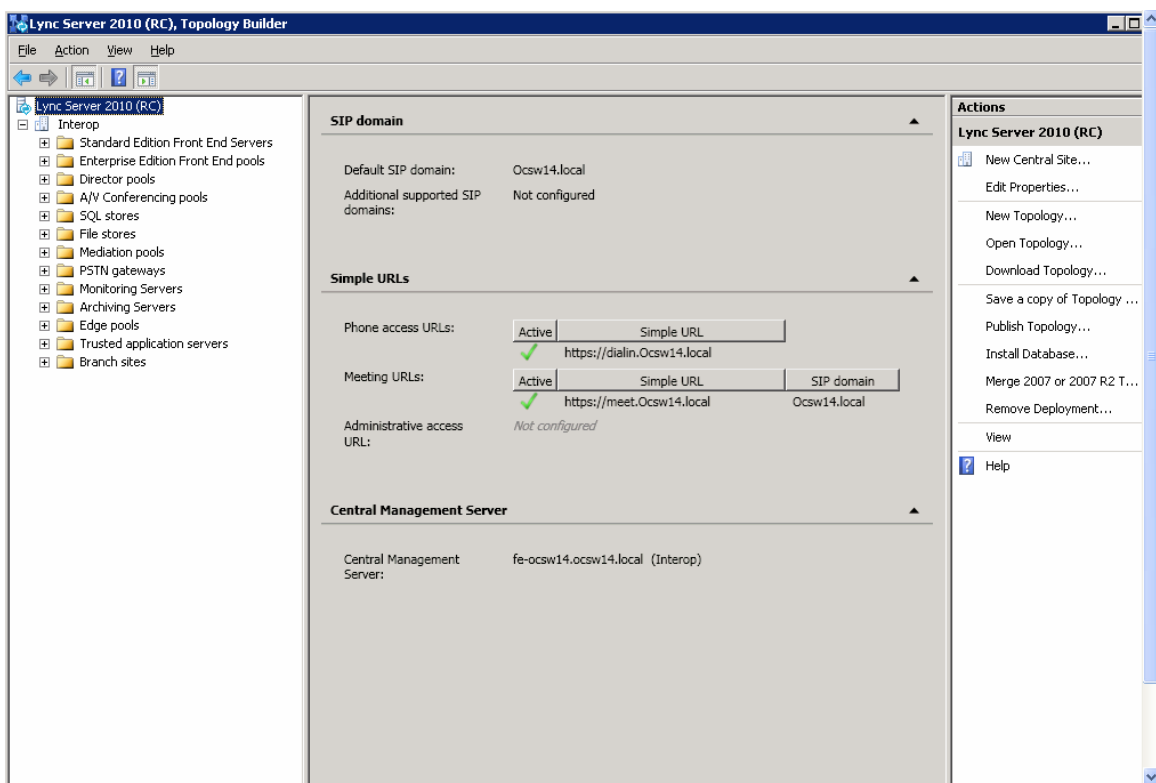 Lync Server 2010 (RC), Topology Builder
File Action View Help
Lync Server 2010 (RC)
Interop
Standard Edition Front End Servers
Enterprise Edition Front End pools
Director pools
A/V Conferencing pools
SQL stores
File stores
Mediation pools
PSTN gateways
Monitoring Servers
Archiving Servers
Edge pools
Trusted application servers
Branch sites
SIP domain
Default SIP domain: Ocsw14.local
Additional supported SIP domains: Not configured
Simple URLs
Phone access URLs: Active Simple URL
https://dialin.Ocsw14.local
Meeting URLs: Active Simple URL SIP domain
https://meet.Ocsw14.local Ocsw14.local
Administrative access URL: Not configured
Central Management Server
Central Management Server: fe-ocsw14.ocsw14.local (Interop)
Actions
Lync Server 2010 (RC)
New Central Site...
Edit Properties...
New Topology...
Open Topology...
Download Topology...
Save a copy of Topology ...
Publish Topology...
Install Database...
Merge 2007 or 2007 R2 T...
Remove Deployment...
View
Help